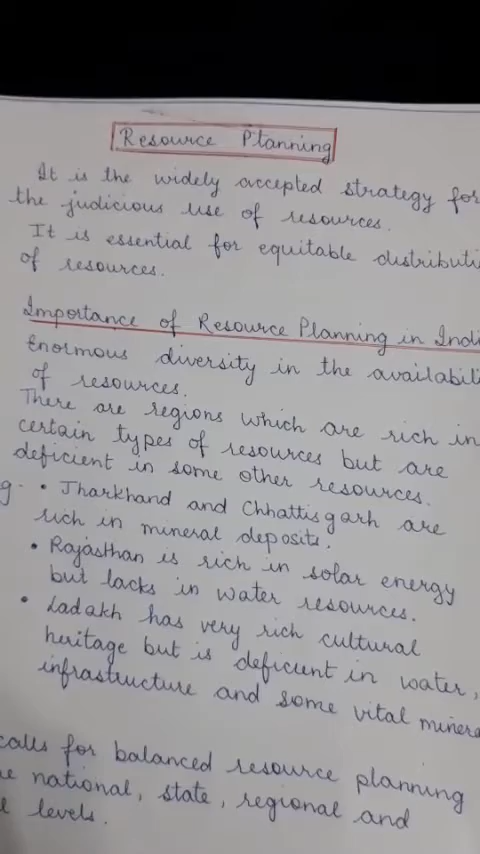 Resource Planning
It is the widely accepted strategy for
the judicious use of resources.
It is essential for equitable distributi
of resources.
Importance of Resource Planning in Indi
Enormous diversity in the availabili
of resources.
There are regions which are rich in
certain types of resources but are
deficient in some other resources.
g. • Jharkhand and Chhattisgarh are
rich in mineral deposits.
• Rajasthan is rich in solar energy
but lacks in water resources.
• Ladakh has very rich cultural
heritage but is deficient in water,
infrastructure and some vital minera
calls for balanced resource planning
national, state, regional and
levels.